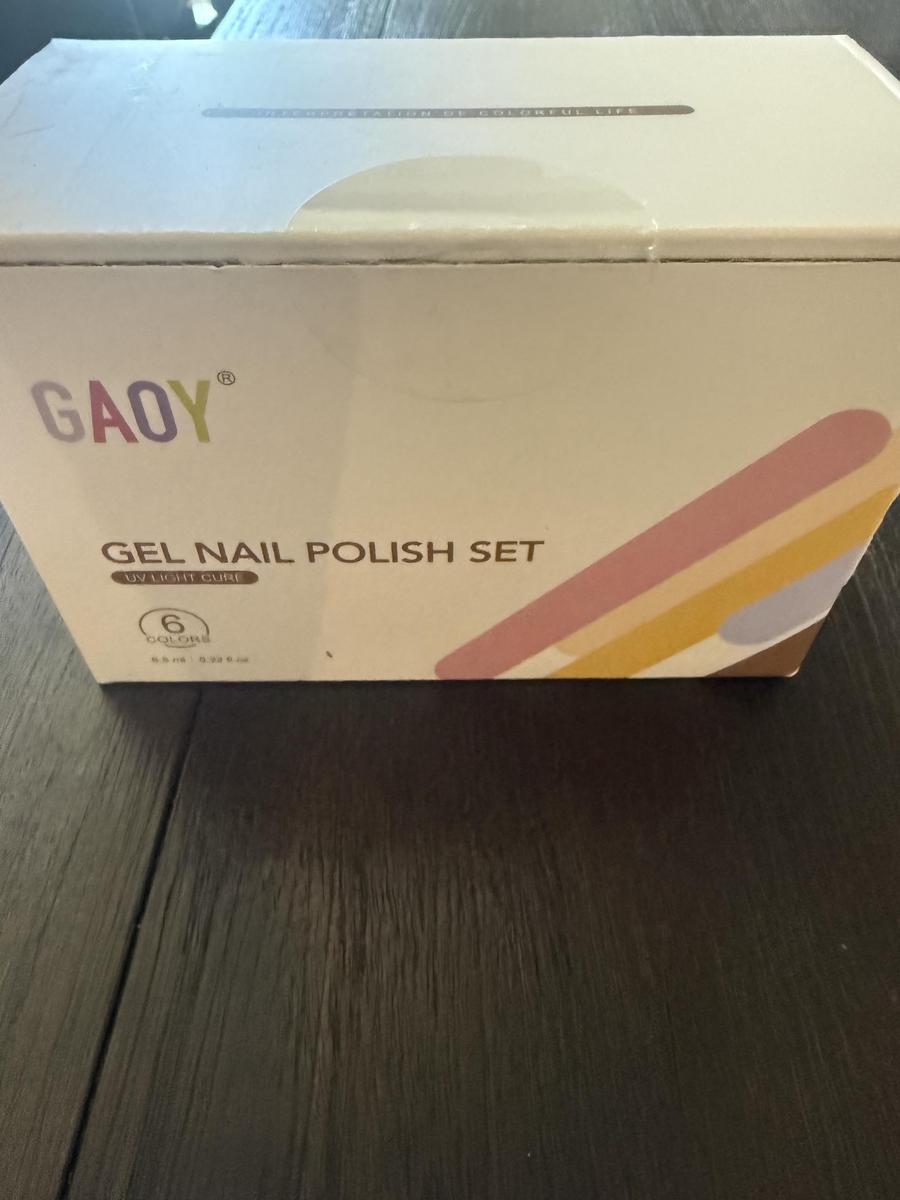 INTERPRETATION OF COLORFUL LIFE
GAOY®
GEL NAIL POLISH SET
UV LIGHT CURE
6
COLORS